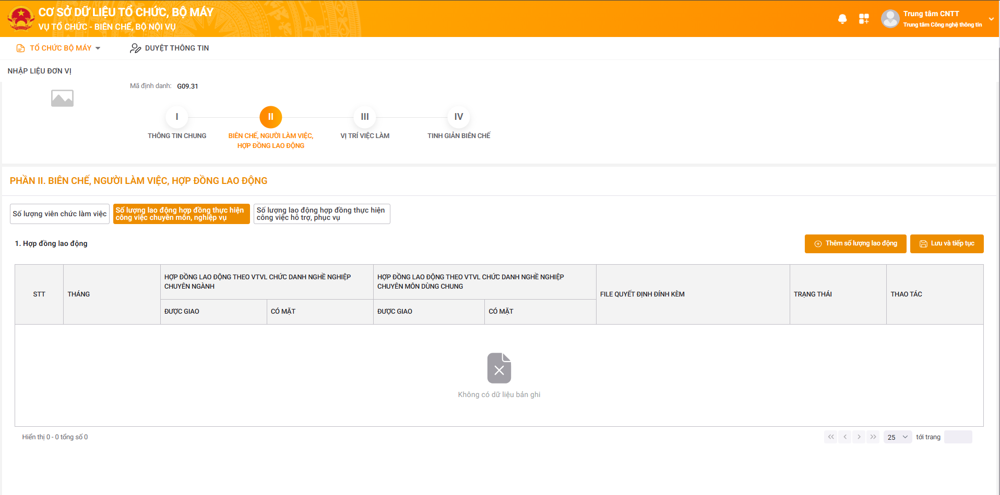 CƠ SỞ DỮ LIỆU TỔ CHỨC, BỘ MÁY
VỤ TỔ CHỨC - BIÊN CHẾ, BỘ NỘI VỤ
Trung tâm CNTT
Trung tâm Công nghệ thông tin
TỔ CHỨC BỘ MÁY
DUYỆT THÔNG TIN
NHẬP LIỆU ĐƠN VỊ
Mã định danh: G09.31
I
II
III
IV
THÔNG TIN CHUNG
BIÊN CHẾ, NGƯỜI LÀM VIỆC,
HỢP ĐỒNG LAO ĐỘNG
VỊ TRÍ VIỆC LÀM
TINH GIẢN BIÊN CHẾ
PHẦN II. BIÊN CHẾ, NGƯỜI LÀM VIỆC, HỢP ĐỒNG LAO ĐỘNG
Số lượng viên chức làm việc
Số lượng lao động hợp đồng thực hiện
công việc chuyên môn, nghiệp vụ
Số lượng lao động hợp đồng thực hiện
công việc hỗ trợ, phục vụ
1. Hợp đồng lao động
Thêm số lượng lao động
Lưu và tiếp tục
STT
THÁNG
HỢP ĐỒNG LAO ĐỘNG THEO VTVL CHỨC DANH NGHỀ NGHIỆP
CHUYÊN NGÀNH
HỢP ĐỒNG LAO ĐỘNG THEO VTVL CHỨC DANH NGHỀ NGHIỆP
CHUYÊN MÔN DÙNG CHUNG
FILE QUYẾT ĐỊNH ĐÍNH KÈM
TRẠNG THÁI
THAO TÁC
ĐƯỢC GIAO
CÓ MẶT
ĐƯỢC GIAO
CÓ MẶT
Không có dữ liệu bản ghi
Hiển thị 0 - 0 tổng số 0
25
tới trang